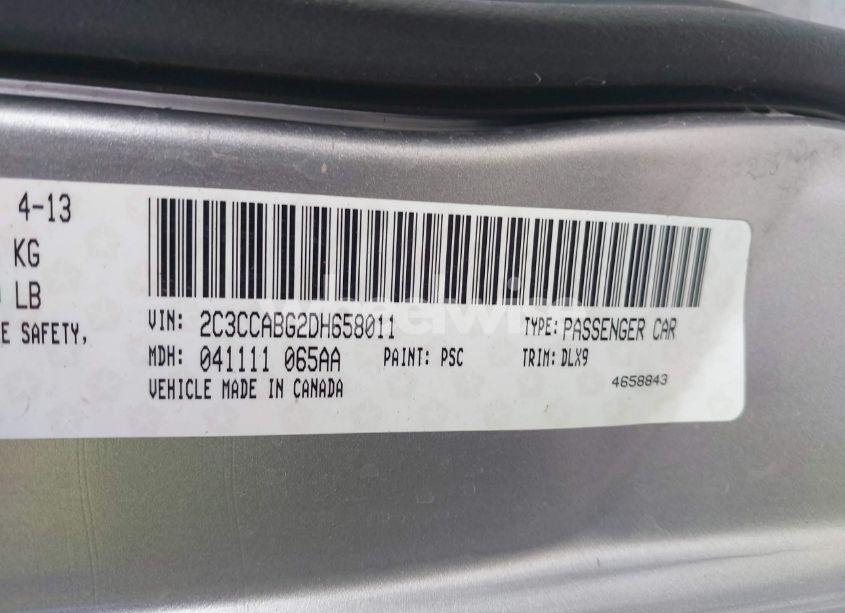 4-13
KG
LB
E SAFETY,
VIN: 2C3CCABG2DH658011 TYPE: PASSENGER CAR
MDH: 041111 065AA PAINT: PSC TRIM: DLX9
VEHICLE MADE IN CANADA 4658843
Wheelwise